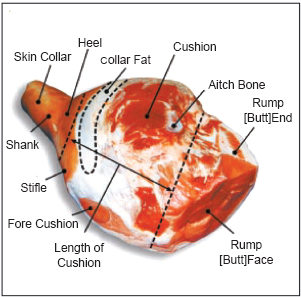 Heel
Cushion
Skin Collar
collar Fat
Aitch Bone
Rump
[Butt]End
Shank
Stifle
Fore Cushion
Length of
Cushion
Rump
[Butt]Face